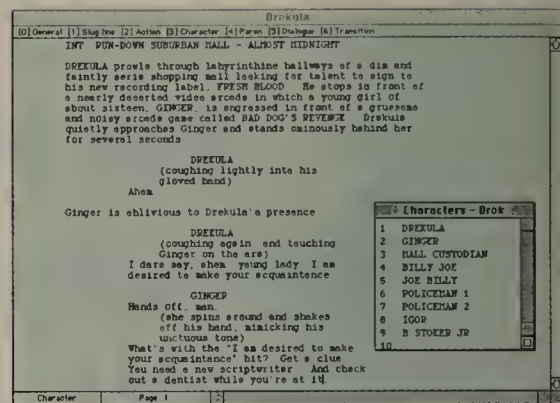 Drekula
[0] General [1] Slug line [2] Action [3] Character [4] Paren [5] Dialogue [6] Transition
INT RUN-DOWN SUBURBAN MALL - ALMOST MIDNIGHT
DREKULA prowls through labyrinthine hallways of a dim and
faintly eerie shopping mall looking for talent to sign to
his new recording label, FRESH BLOOD He stops in front of
a nearly deserted video arcade in which a young girl of
about sixteen, GINGER, is engrossed in front of a gruesome
and noisy arcade game called BAD DOG'S REVENGE Drekula
quietly approaches Ginger and stands ominously behind her
for several seconds
DREKULA
(coughing lightly into his
gloved hand)
Ahem
Ginger is oblivious to Drekula's presence
DREKULA
(coughing again and touching
Ginger on the arm)
I dare say, ahem young lady I am
desired to make your acquaintance
GINGER
Hands off, man.
(she spins around and shakes
off his hand, mimicking his
unctuous tone)
What's with the "I am desired to make
your acquaintance" bit? Get a clue
You need a new scriptwriter And check
out a dentist while you're at it
Characters - Drek
1 DREKULA
2 GINGER
3 MALL CUSTODIAN
4 BILLY JOE
5 JOE BILLY
6 POLICEMAN 1
7 POLICEMAN 2
8 IGOR
9 B STOKER JR
10
Character Page 1